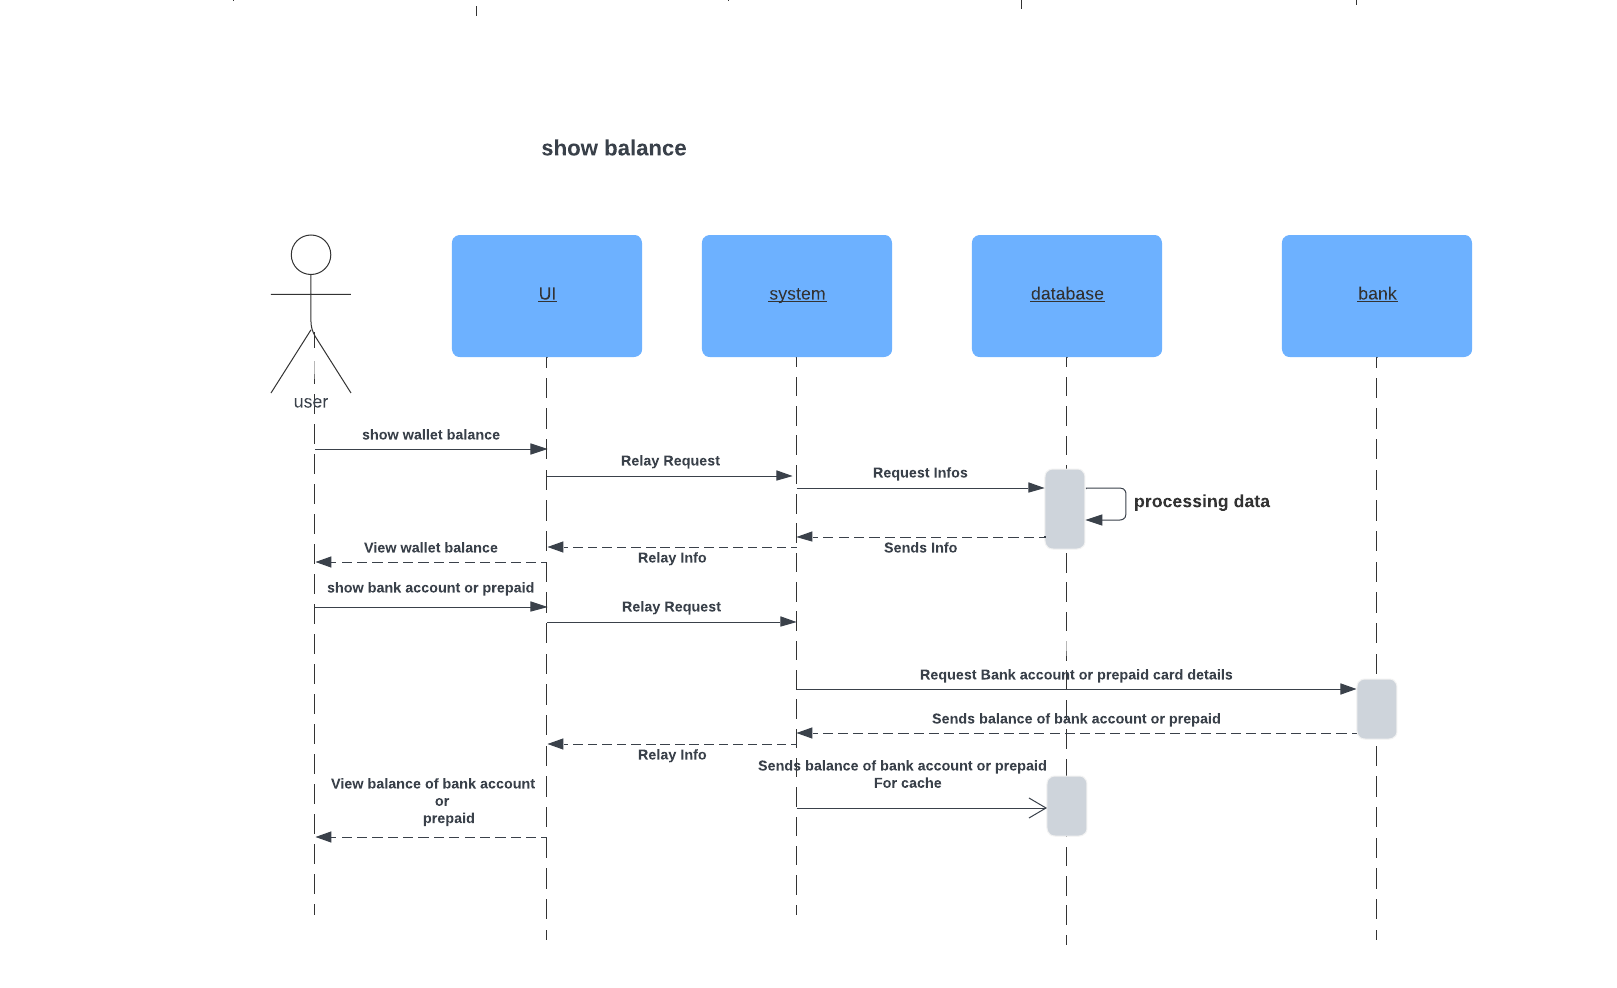 show balance
UI
system
database
bank
user
show wallet balance
Relay Request
Request Infos
processing data
Sends Info
Relay Info
View wallet balance
show bank account or prepaid
Relay Request
Request Bank account or prepaid card details
Sends balance of bank account or prepaid
Relay Info
Sends balance of bank account or prepaid
For cache
View balance of bank account
or
prepaid